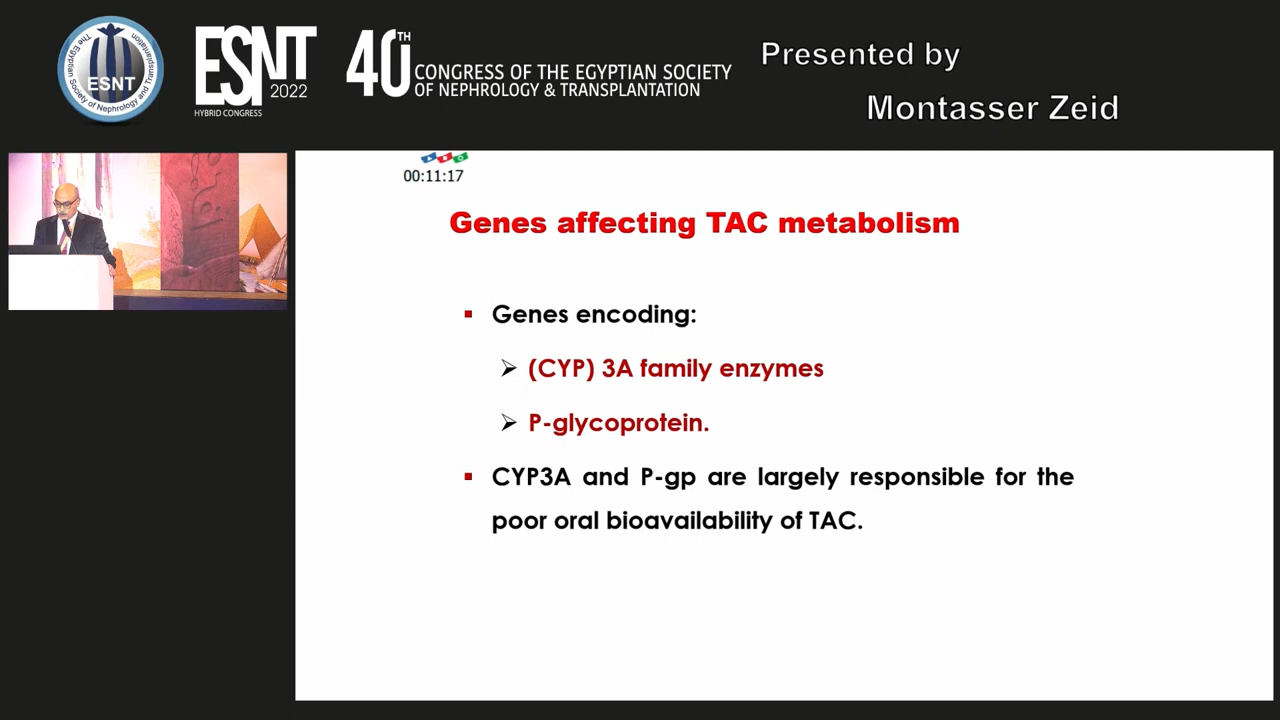 The Egyptian Society of Nephrology and Transplantation
ESNT
ESNT
2022
HYBRID CONGRESS
40TH
CONGRESS OF THE EGYPTIAN SOCIETY
OF NEPHROLOGY & TRANSPLANTATION
Presented by
Montasser Zeid
A B C
00:11:17
Genes affecting TAC metabolism
Genes encoding:
(CYP) 3A family enzymes
P-glycoprotein.
CYP3A and P-gp are largely responsible for the
poor oral bioavailability of TAC.